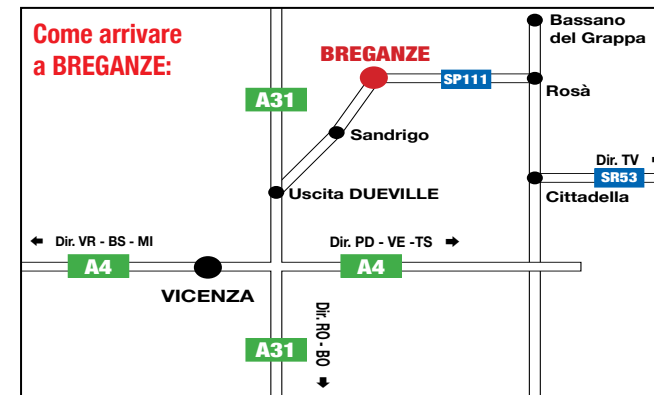 Come arrivare
a BREGANZE:
Bassano
del Grappa
BREGANZE
SP111
Rosà
A31
Sandrigo
Dir. TV
SR53
Uscita DUEVILLE
Cittadella
Dir. VR - BS - MI
Dir. PD - VE -TS
A4
A4
VICENZA
Dir. RO - BO
A31